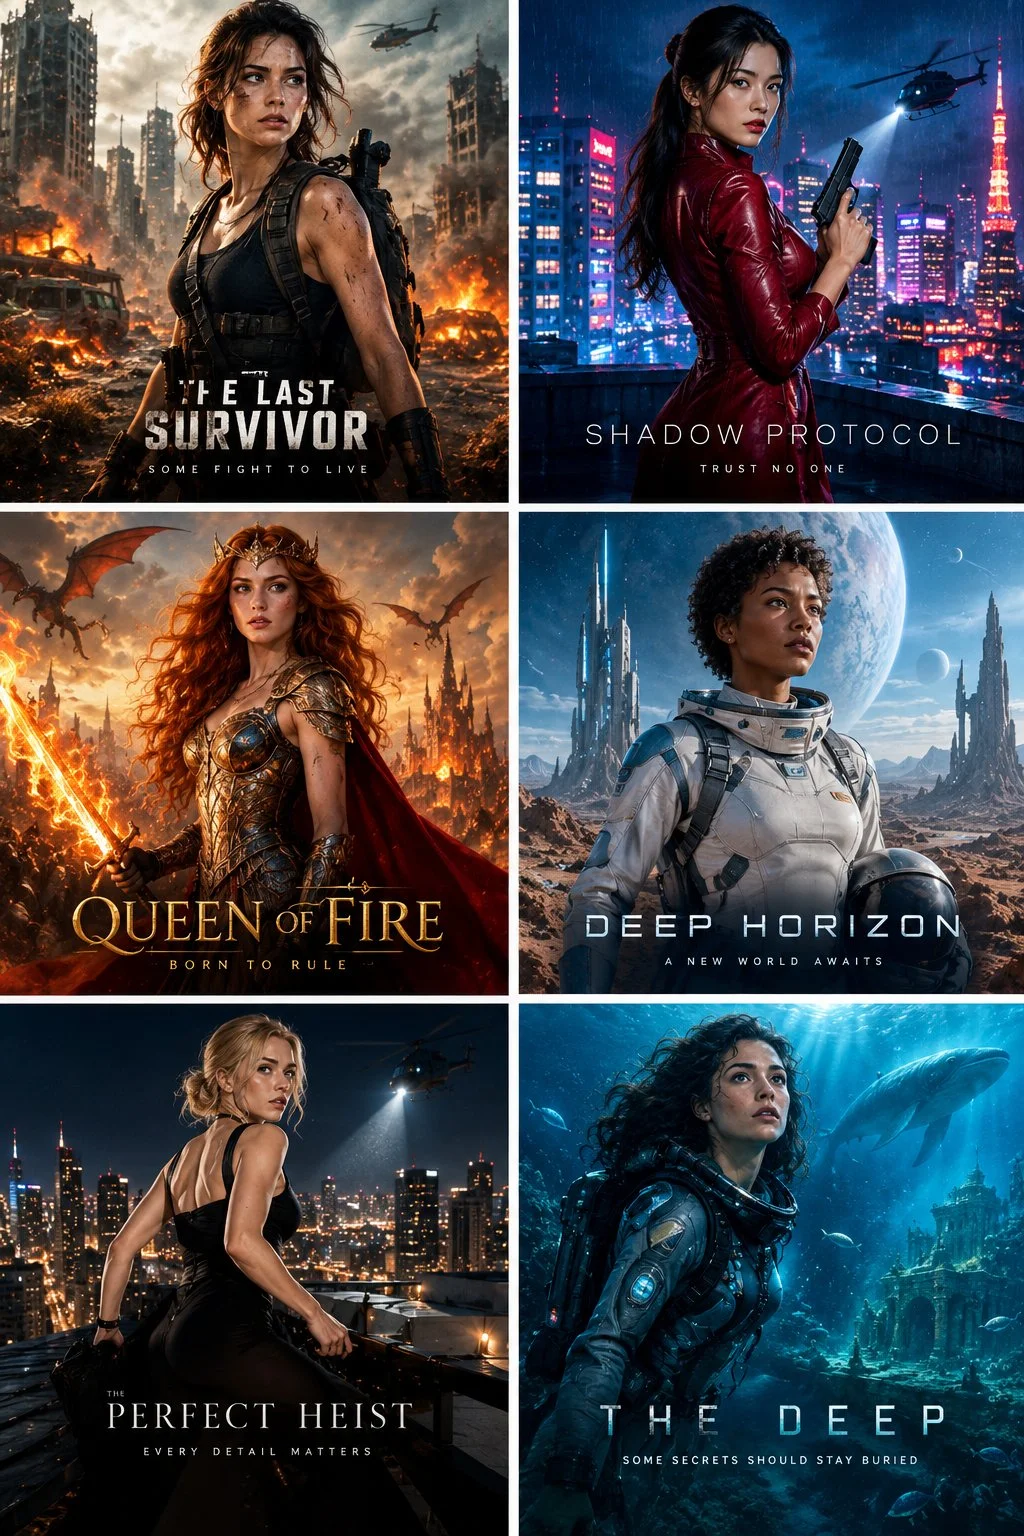 THE LAST
SURVIVOR
SOME FIGHT TO LIVE
SHADOW PROTOCOL
TRUST NO ONE
QUEEN OF FIRE
BORN TO RULE
DEEP HORIZON
A NEW WORLD AWAITS
THE
PERFECT HEIST
EVERY DETAIL MATTERS
THE DEEP
SOME SECRETS SHOULD STAY BURIED